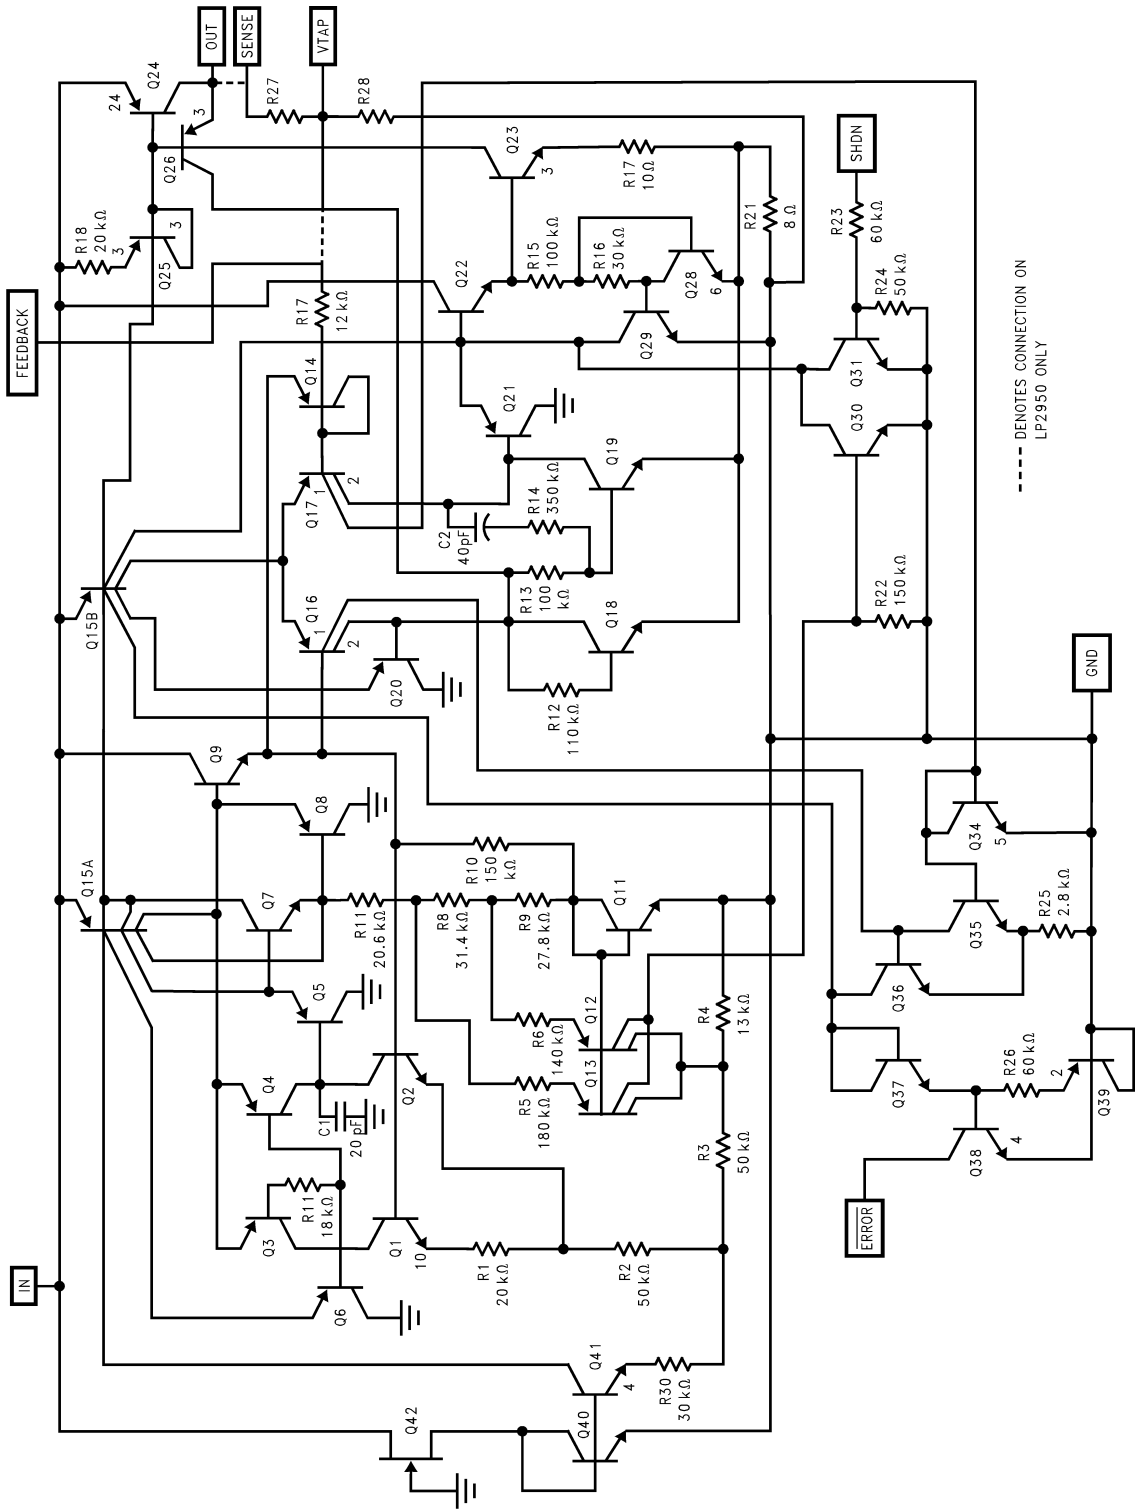 IN
FEEDBACK
Q15A
Q15B
R18
20 kΩ
3
Q25
3
24
Q24
Q26
3
OUT
SENSE
VTAP
R27
R28
Q42
Q6
Q3
R11
18 kΩ
Q4
C1
20 pF
Q5
Q7
Q8
Q9
Q16
1
2
Q17
1
2
Q14
R17
12 kΩ
Q20
Q1
10
Q2
R11
20.6 kΩ
R8
31.4 kΩ
R9
27.8 kΩ
R10
150
kΩ
C2
40pF
R14
350 kΩ
R13
100
kΩ
R12
110 kΩ
Q21
Q22
Q23
3
R15
100 kΩ
R16
30 kΩ
R17
10Ω
R1
20 kΩ
R2
50 kΩ
R5
180 kΩ
R6
140 kΩ
Q13
Q12
Q11
Q18
Q19
Q29
Q28
6
Q40
Q41
4
R30
30 kΩ
R3
50 kΩ
R4
13 kΩ
R21
8 Ω
SHDN
R23
60 kΩ
R24
50 kΩ
Q30
Q31
R22
150 kΩ
ERROR
Q38
4
Q37
Q36
R26
60 kΩ
2
Q39
Q35
R25
2.8 kΩ
Q34
5
GND
DENOTES CONNECTION ON
LP2950 ONLY